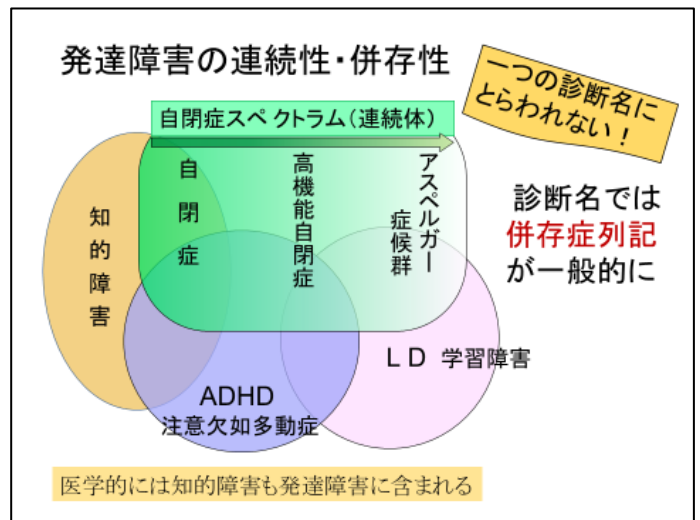 発達障害の連続性・併存性
一つの診断名に
とらわれない！
自閉症スペクトラム（連続体）
自閉症
高機能自閉症
アスペルガー
症候群
知的障害
診断名では
併存症列記
が一般的に
ＬＤ 学習障害
ADHD
注意欠如多動症
医学的には知的障害も発達障害に含まれる